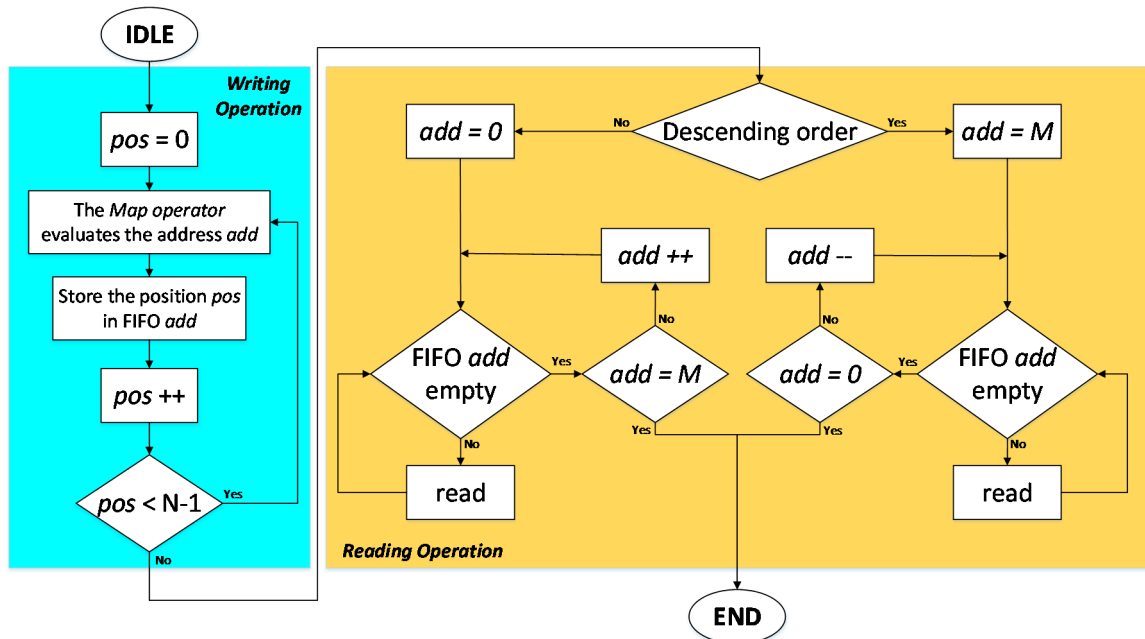 IDLE
Writing
Operation
pos = 0
The Map operator
evaluates the address add
Store the position pos
in FIFO add
pos ++
pos < N-1
Yes
No
Descending order
No
Yes
add = 0
add = M
add ++
add --
No
No
FIFO add
empty
Yes
add = M
add = 0
Yes
FIFO add
empty
Yes
Yes
No
No
read
read
Reading Operation
END